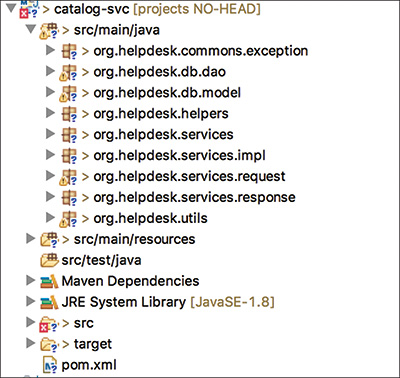 > catalog-svc [projects NO-HEAD]
> src/main/java
> org.helpdesk.commons.exception
> org.helpdesk.db.dao
> org.helpdesk.db.model
> org.helpdesk.helpers
> org.helpdesk.services
> org.helpdesk.services.impl
> org.helpdesk.services.request
> org.helpdesk.services.response
> org.helpdesk.utils
> src/main/resources
src/test/java
Maven Dependencies
JRE System Library [JavaSE-1.8]
> src
> target
pom.xml